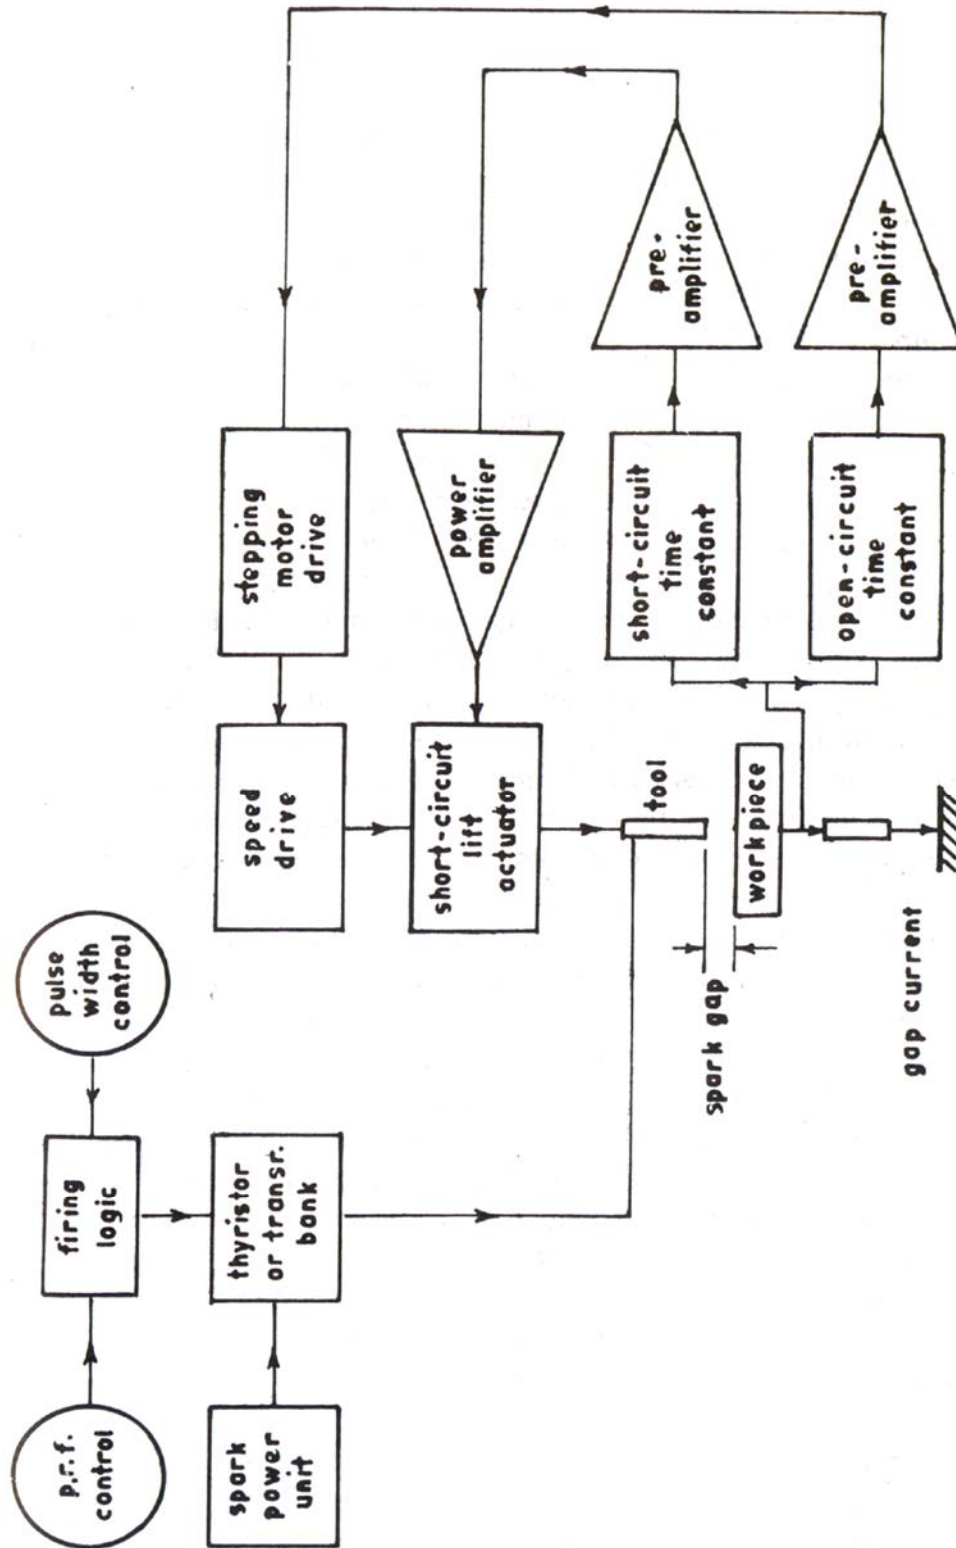 p.r.f.
control
firing
logic
pulse
width
control
spark
power
unit
thyristor
or transr.
bank
speed
drive
stepping
motor
drive
short-circuit
lift
actuator
power
amplifier
tool
spark gap
workpiece
gap current
short-circuit
time
constant
pre-
amplifier
open-circuit
time
constant
pre-
amplifier